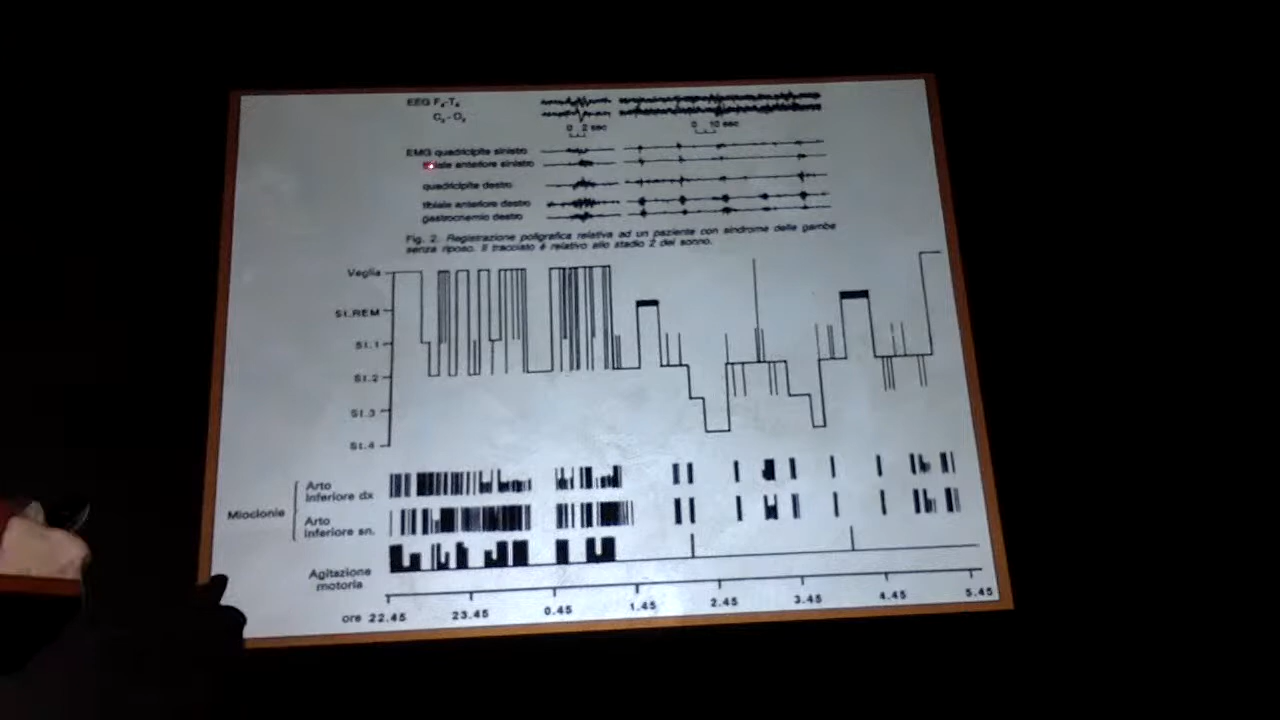 EEG F4-T4
C3-O3
0 2 sec 0 10 sec
EMG quadricipite sinistro
tibiale anteriore sinistro
quadricipite destro
tibiale anteriore destro
gastrocnemio destro
Fig. 2. Registrazione poligrafica relativa ad un paziente con sindrome delle gambe
senza riposo. Il tracciato è relativo allo stadio 2 del sonno.
Veglia
St.REM
St.1
St.2
St.3
St.4
Mioclonie
Arto
inferiore dx
Arto
inferiore sn.
Agitazione
motoria
ore 22.45 23.45 0.45 1.45 2.45 3.45 4.45 5.45